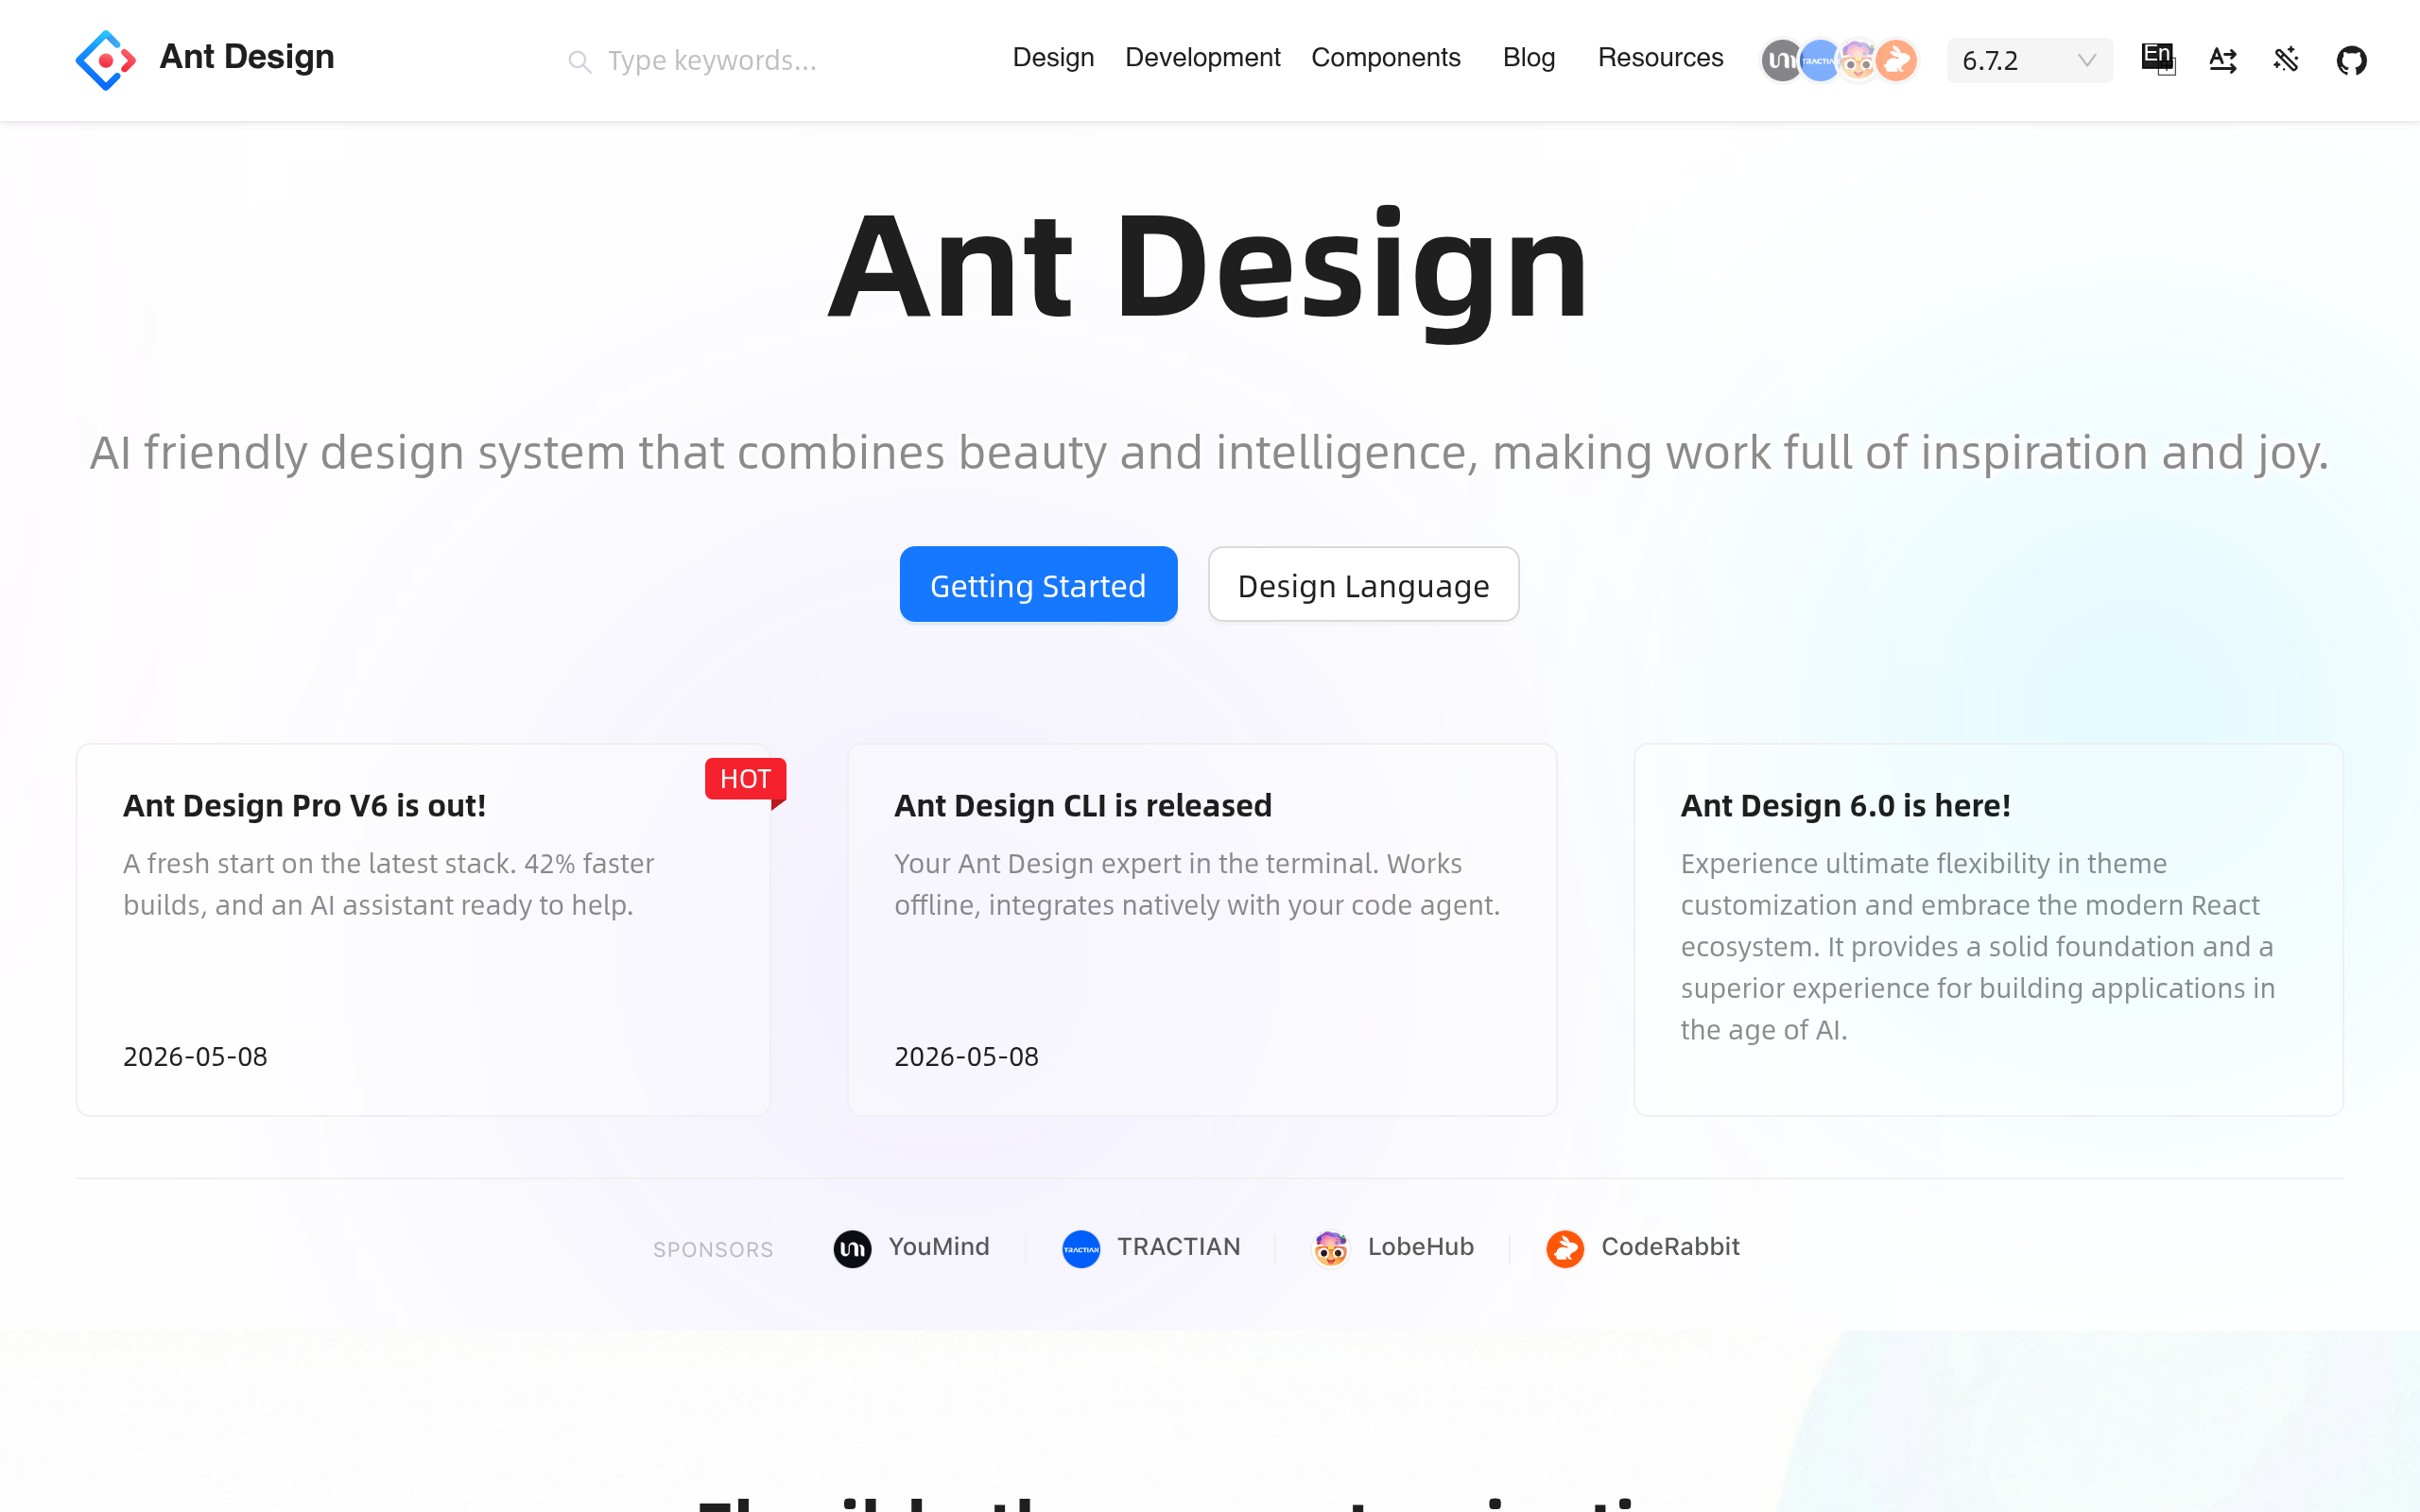 Ant Design
Type keywords...
Design Development Components Blog Resources
TRACTIAN
6.7.2
En
Ant Design
AI friendly design system that combines beauty and intelligence, making work full of inspiration and joy.
Getting Started
Design Language
HOT
Ant Design Pro V6 is out!
A fresh start on the latest stack. 42% faster
builds, and an AI assistant ready to help.
2026-05-08
Ant Design CLI is released
Your Ant Design expert in the terminal. Works
offline, integrates natively with your code agent.
2026-05-08
Ant Design 6.0 is here!
Experience ultimate flexibility in theme
customization and embrace the modern React
ecosystem. It provides a solid foundation and a
superior experience for building applications in
the age of AI.
SPONSORS
YouMind
TRACTIAN
TRACTIAN
LobeHub
CodeRabbit